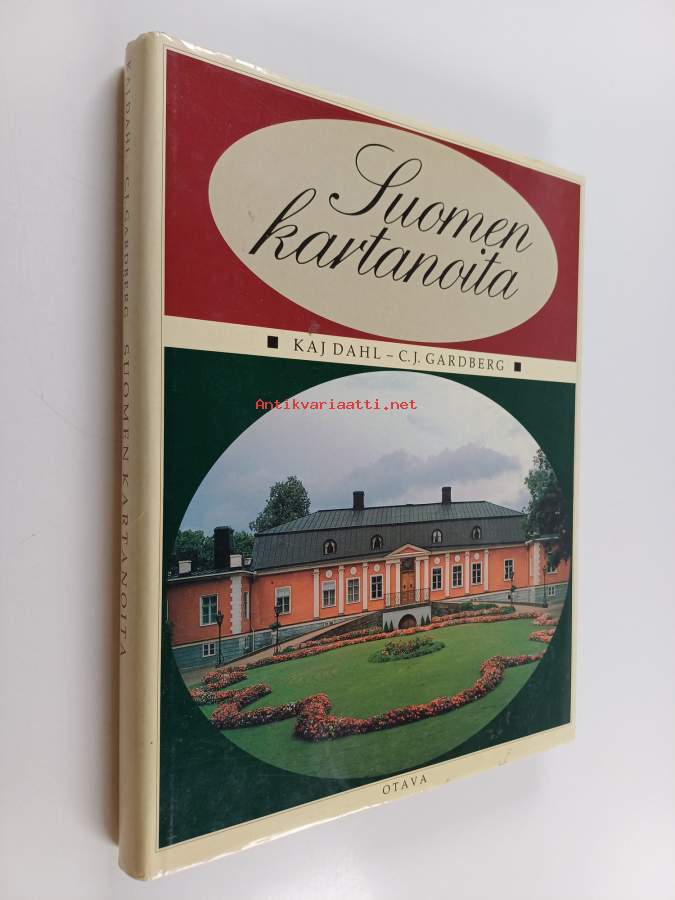 Suomen
kartanoita
KAJ DAHL – C.J. GARDBERG
Antikvariaatti.net
OTAVA
KAJ DAHL – C.J. GARDBERG SUOMEN KARTANOITA